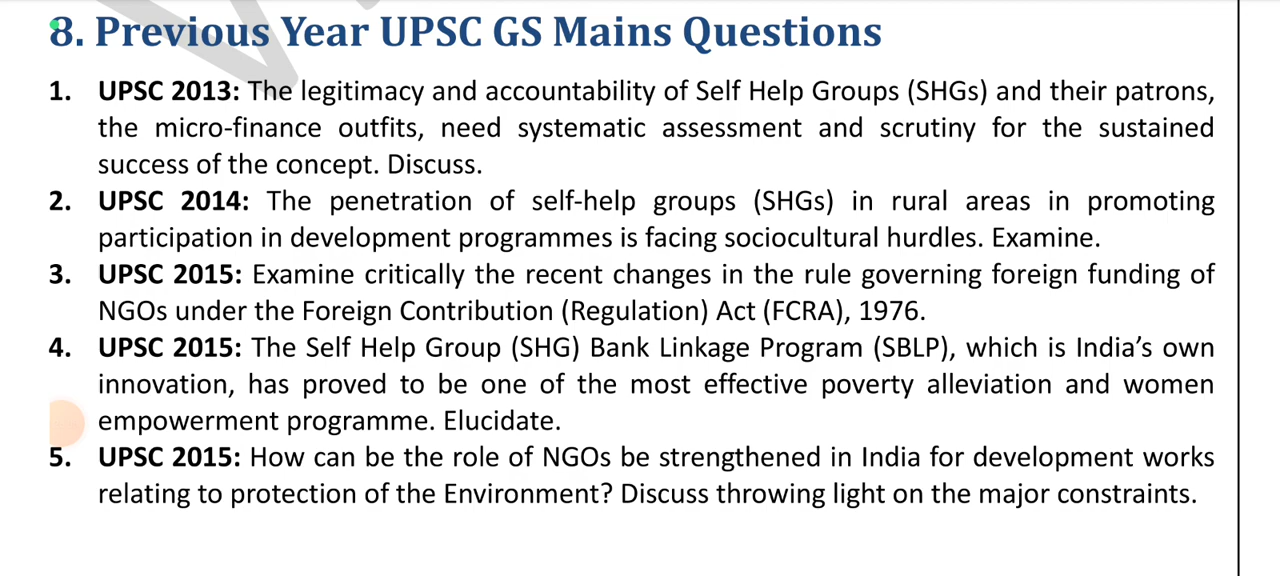 8. Previous Year UPSC GS Mains Questions
1. UPSC 2013: The legitimacy and accountability of Self Help Groups (SHGs) and their patrons,
the micro-finance outfits, need systematic assessment and scrutiny for the sustained
success of the concept. Discuss.
2. UPSC 2014: The penetration of self-help groups (SHGs) in rural areas in promoting
participation in development programmes is facing sociocultural hurdles. Examine.
3. UPSC 2015: Examine critically the recent changes in the rule governing foreign funding of
NGOs under the Foreign Contribution (Regulation) Act (FCRA), 1976.
4. UPSC 2015: The Self Help Group (SHG) Bank Linkage Program (SBLP), which is India’s own
innovation, has proved to be one of the most effective poverty alleviation and women
empowerment programme. Elucidate.
5. UPSC 2015: How can be the role of NGOs be strengthened in India for development works
relating to protection of the Environment? Discuss throwing light on the major constraints.